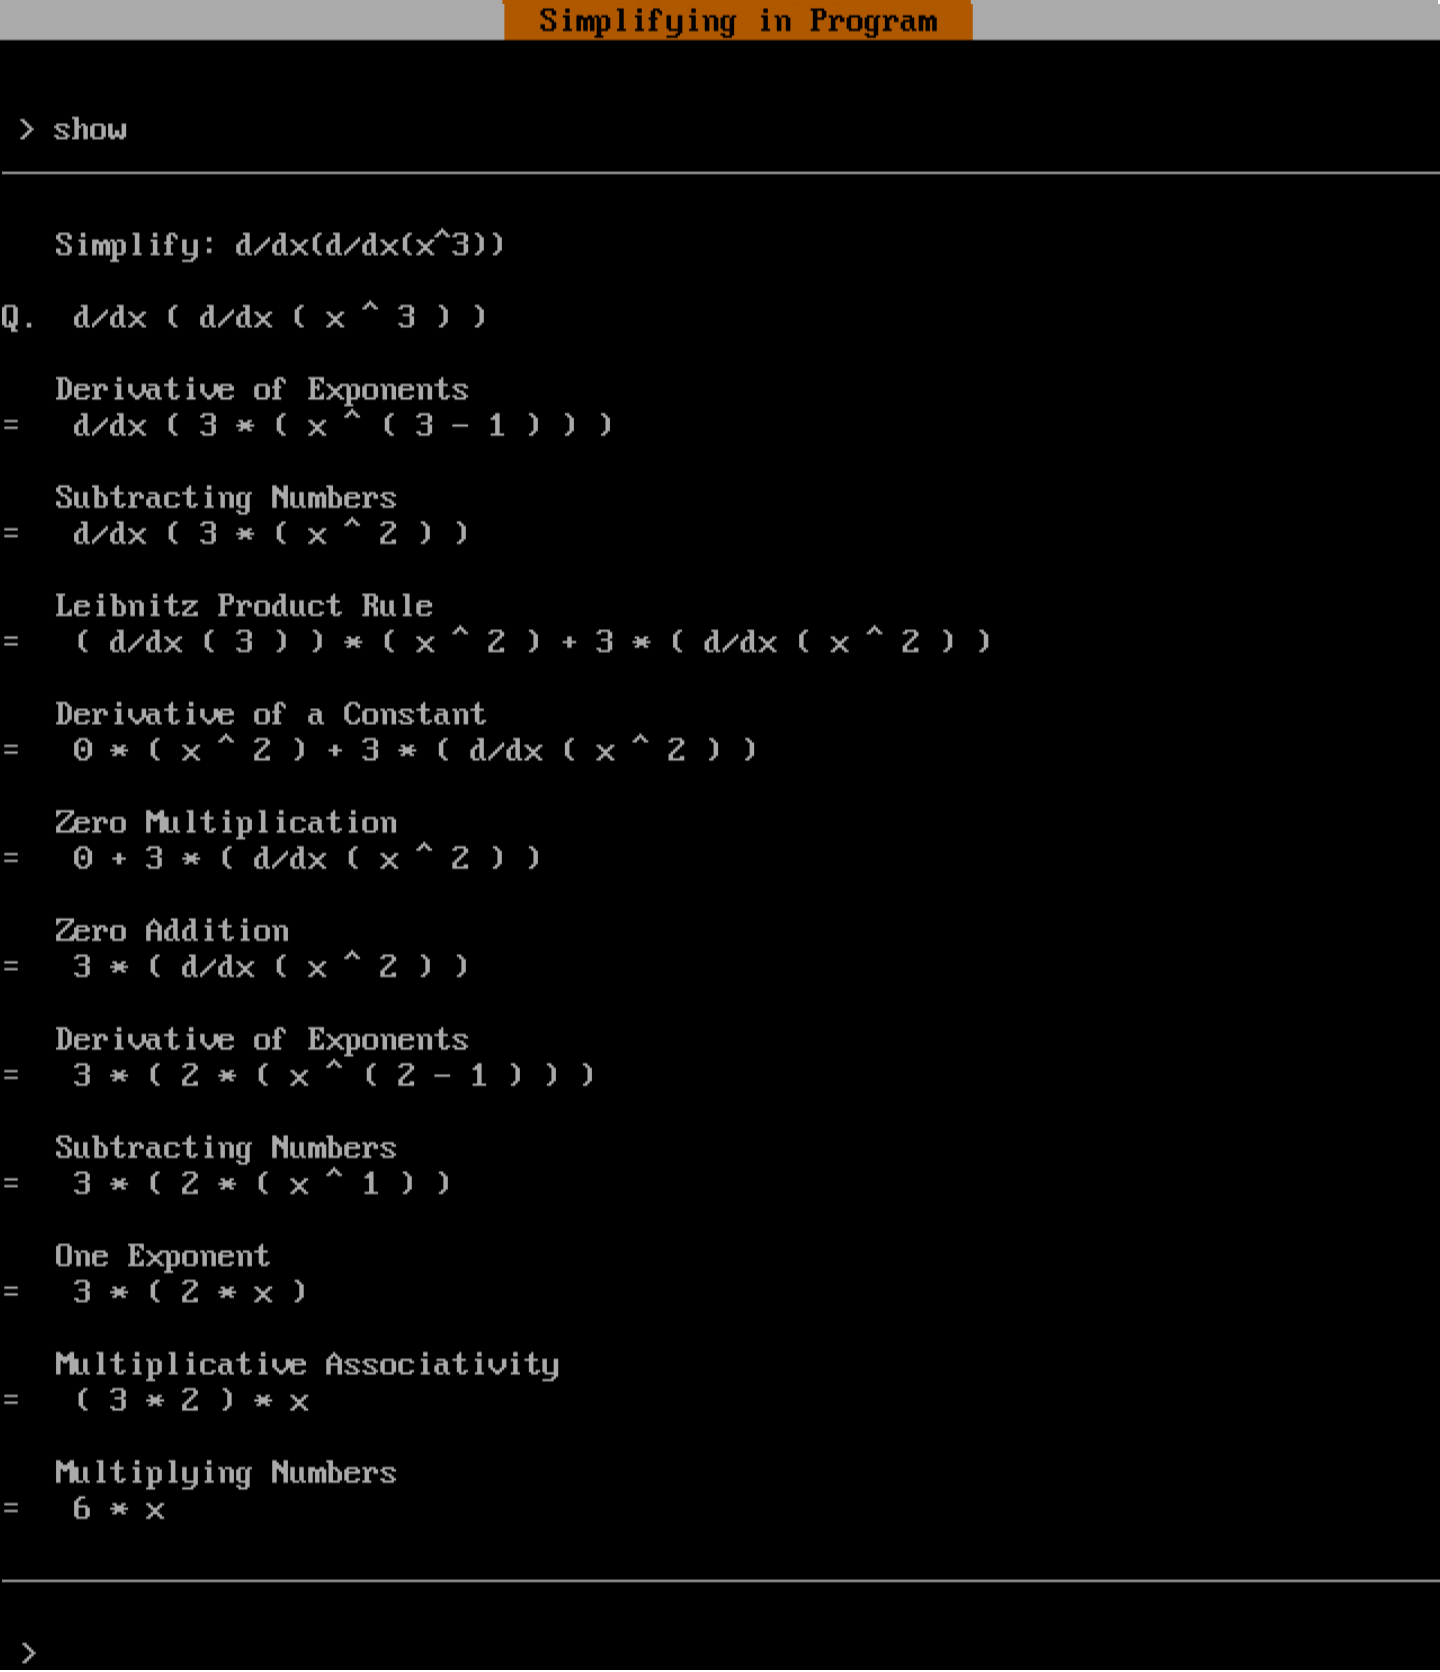 Simplifying in Program
> show
Simplify: d/dx(d/dx(x^3))
Q. d/dx ( d/dx ( x ^ 3 ) )
Derivative of Exponents
= d/dx ( 3 * ( x ^ ( 3 - 1 ) ) )
Subtracting Numbers
= d/dx ( 3 * ( x ^ 2 ) )
Leibnitz Product Rule
= ( d/dx ( 3 ) ) * ( x ^ 2 ) + 3 * ( d/dx ( x ^ 2 ) )
Derivative of a Constant
= 0 * ( x ^ 2 ) + 3 * ( d/dx ( x ^ 2 ) )
Zero Multiplication
= 0 + 3 * ( d/dx ( x ^ 2 ) )
Zero Addition
= 3 * ( d/dx ( x ^ 2 ) )
Derivative of Exponents
= 3 * ( 2 * ( x ^ ( 2 - 1 ) ) )
Subtracting Numbers
= 3 * ( 2 * ( x ^ 1 ) )
One Exponent
= 3 * ( 2 * x )
Multiplicative Associativity
= ( 3 * 2 ) * x
Multiplying Numbers
= 6 * x
>